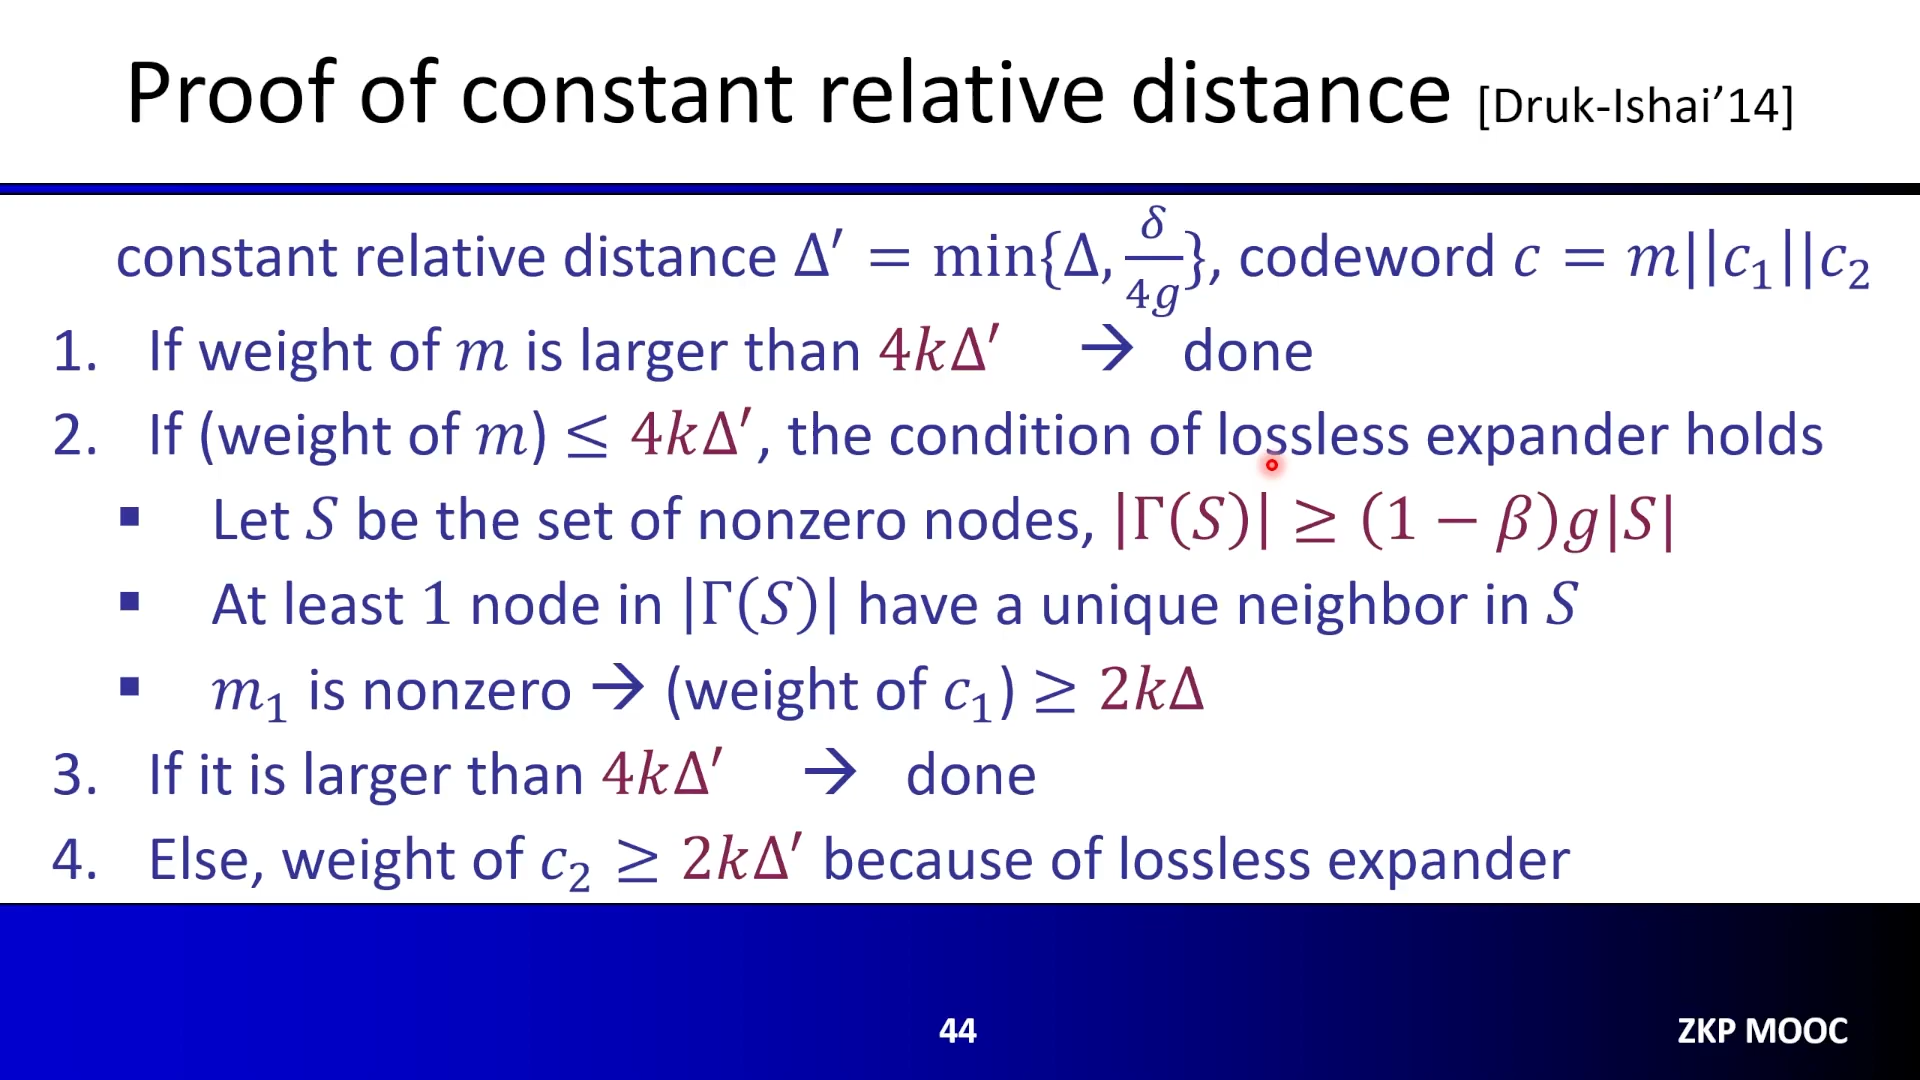 Proof of constant relative distance [Druk-Ishai’14]
constant relative distance Δ′ = min{Δ, δ/4g}, codeword c = m||c₁||c₂
1. If weight of m is larger than 4kΔ′ → done
2. If (weight of m) ≤ 4kΔ′, the condition of lossless expander holds
▪ Let S be the set of nonzero nodes, |Γ(S)| ≥ (1 − β)g|S|
▪ At least 1 node in |Γ(S)| have a unique neighbor in S
▪ m₁ is nonzero → (weight of c₁) ≥ 2kΔ
3. If it is larger than 4kΔ′ → done
4. Else, weight of c₂ ≥ 2kΔ′ because of lossless expander
44
ZKP MOOC